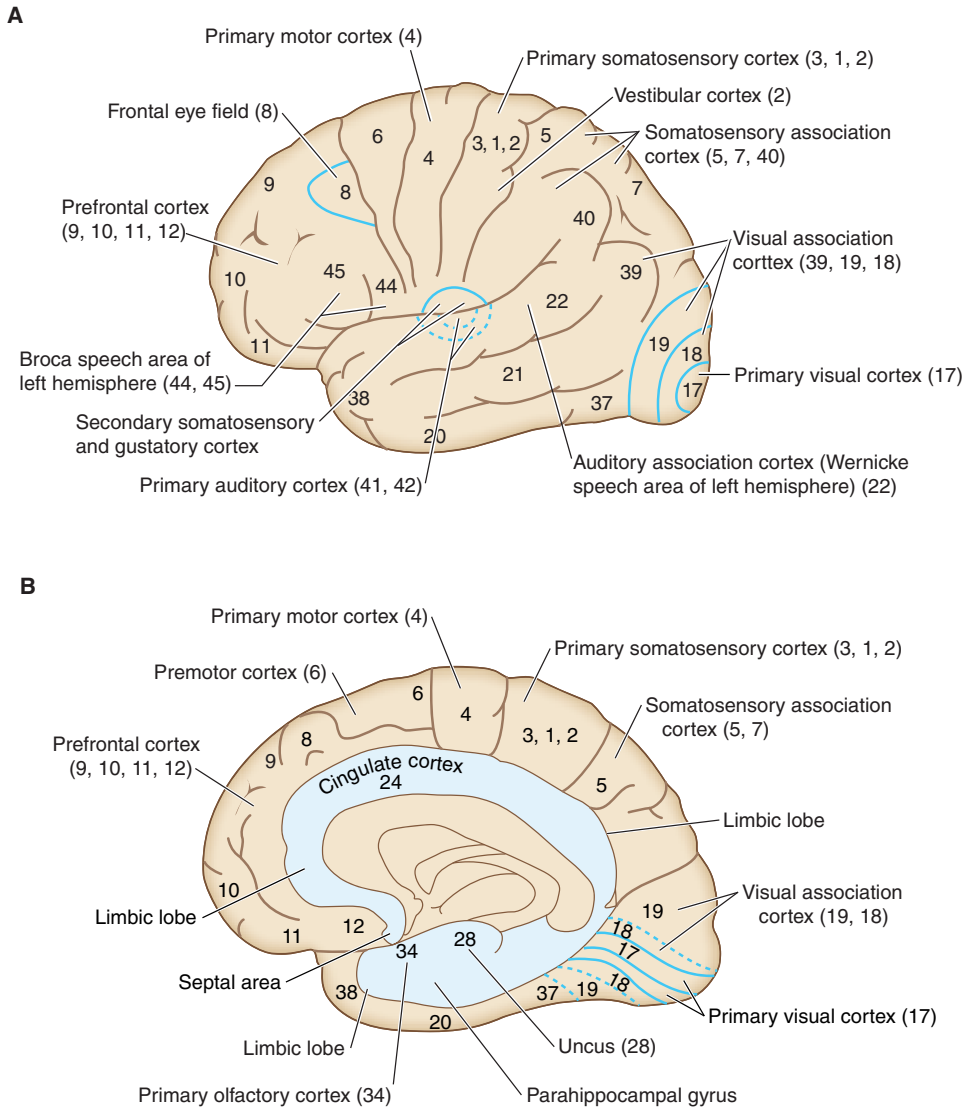 A
Primary motor cortex (4)
Primary somatosensory cortex (3, 1, 2)
Vestibular cortex (2)
Frontal eye field (8)
Somatosensory association
cortex (5, 7, 40)
6
4
3, 1, 2
5
9
8
7
Prefrontal cortex
(9, 10, 11, 12)
40
Visual association
corttex (39, 19, 18)
10
45
44
39
22
11
19
18
Broca speech area of
left hemisphere (44, 45)
21
17
Primary visual cortex (17)
38
37
Secondary somatosensory
and gustatory cortex
20
Auditory association cortex (Wernicke
speech area of left hemisphere) (22)
Primary auditory cortex (41, 42)
B
Primary motor cortex (4)
Primary somatosensory cortex (3, 1, 2)
Premotor cortex (6)
6
4
Somatosensory association
cortex (5, 7)
Prefrontal cortex
(9, 10, 11, 12)
8
3, 1, 2
9
Cingulate cortex
24
5
Limbic lobe
10
Visual association
cortex (19, 18)
Limbic lobe
19
12
18
11
28
17
34
Septal area
18
38
37
19
Primary visual cortex (17)
20
Limbic lobe
Uncus (28)
Primary olfactory cortex (34)
Parahippocampal gyrus